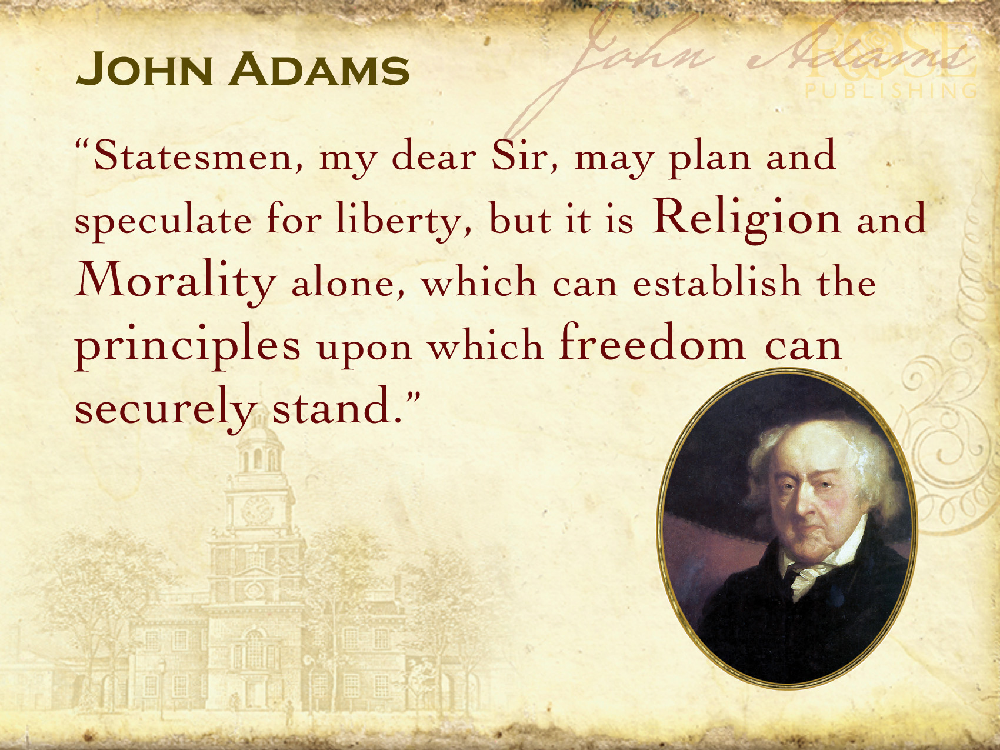 John Adams
John Adams
ROSE
PUBLISHING
“Statesmen, my dear Sir, may plan and
speculate for liberty, but it is Religion and
Morality alone, which can establish the
principles upon which freedom can
securely stand.”